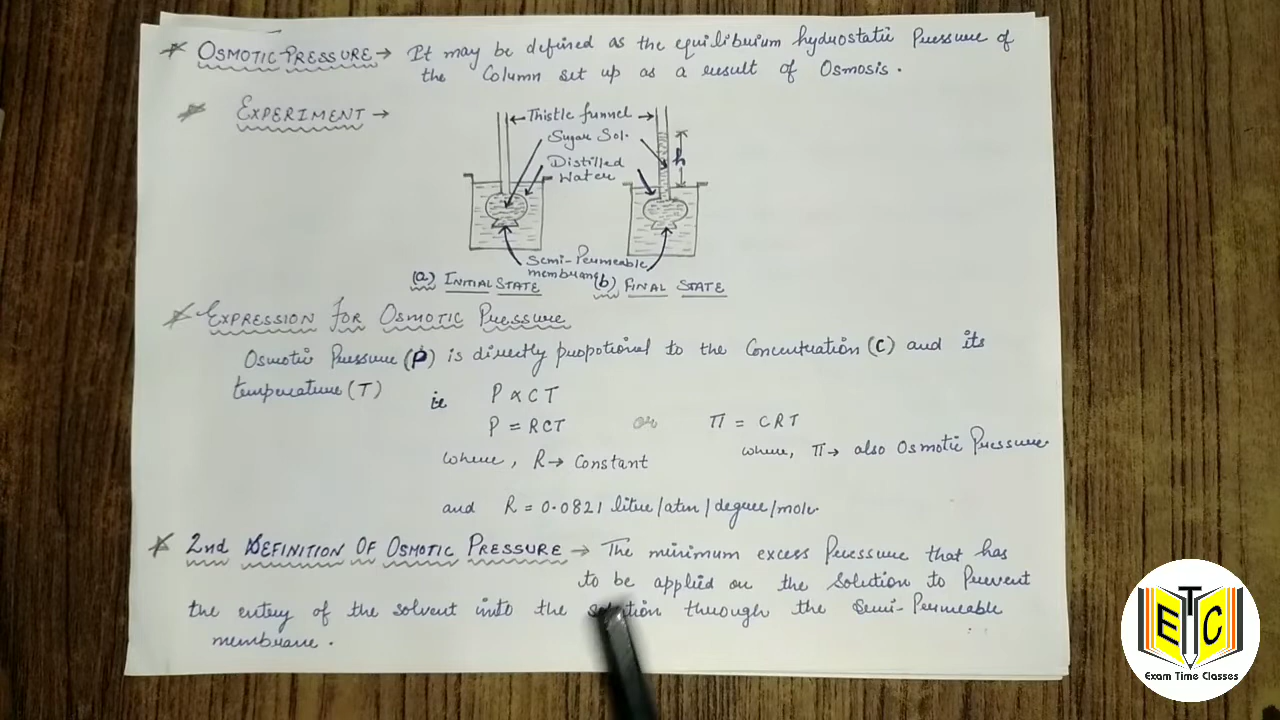 * OSMOTIC PRESSURE → It may be defined as the equilibrium hydrostatic Pressure of
the Column set up as a result of Osmosis.
* EXPERIMENT →
← Thistle funnel →
Sugar Sol.
Distilled
Water
h
Semi-Permeable
membrane
(a) INITIAL STATE
(b) FINAL STATE
* EXPRESSION FOR OSMOTIC PRESSURE
Osmotic Pressure (P) is directly propotional to the Concentration (C) and its
temperature (T)
ie P ∝ CT
P = RCT or π = CRT
where, R → Constant
where, π → also Osmotic Pressure
and R = 0.0821 litre/atm/degree/mole.
* 2nd DEFINITION OF OSMOTIC PRESSURE → The minimum excess Pressure that has
to be applied on the Solution to Prevent
the entry of the solvent into the solution through the Semi-Permeable
membrane.
ETC
Exam Time Classes